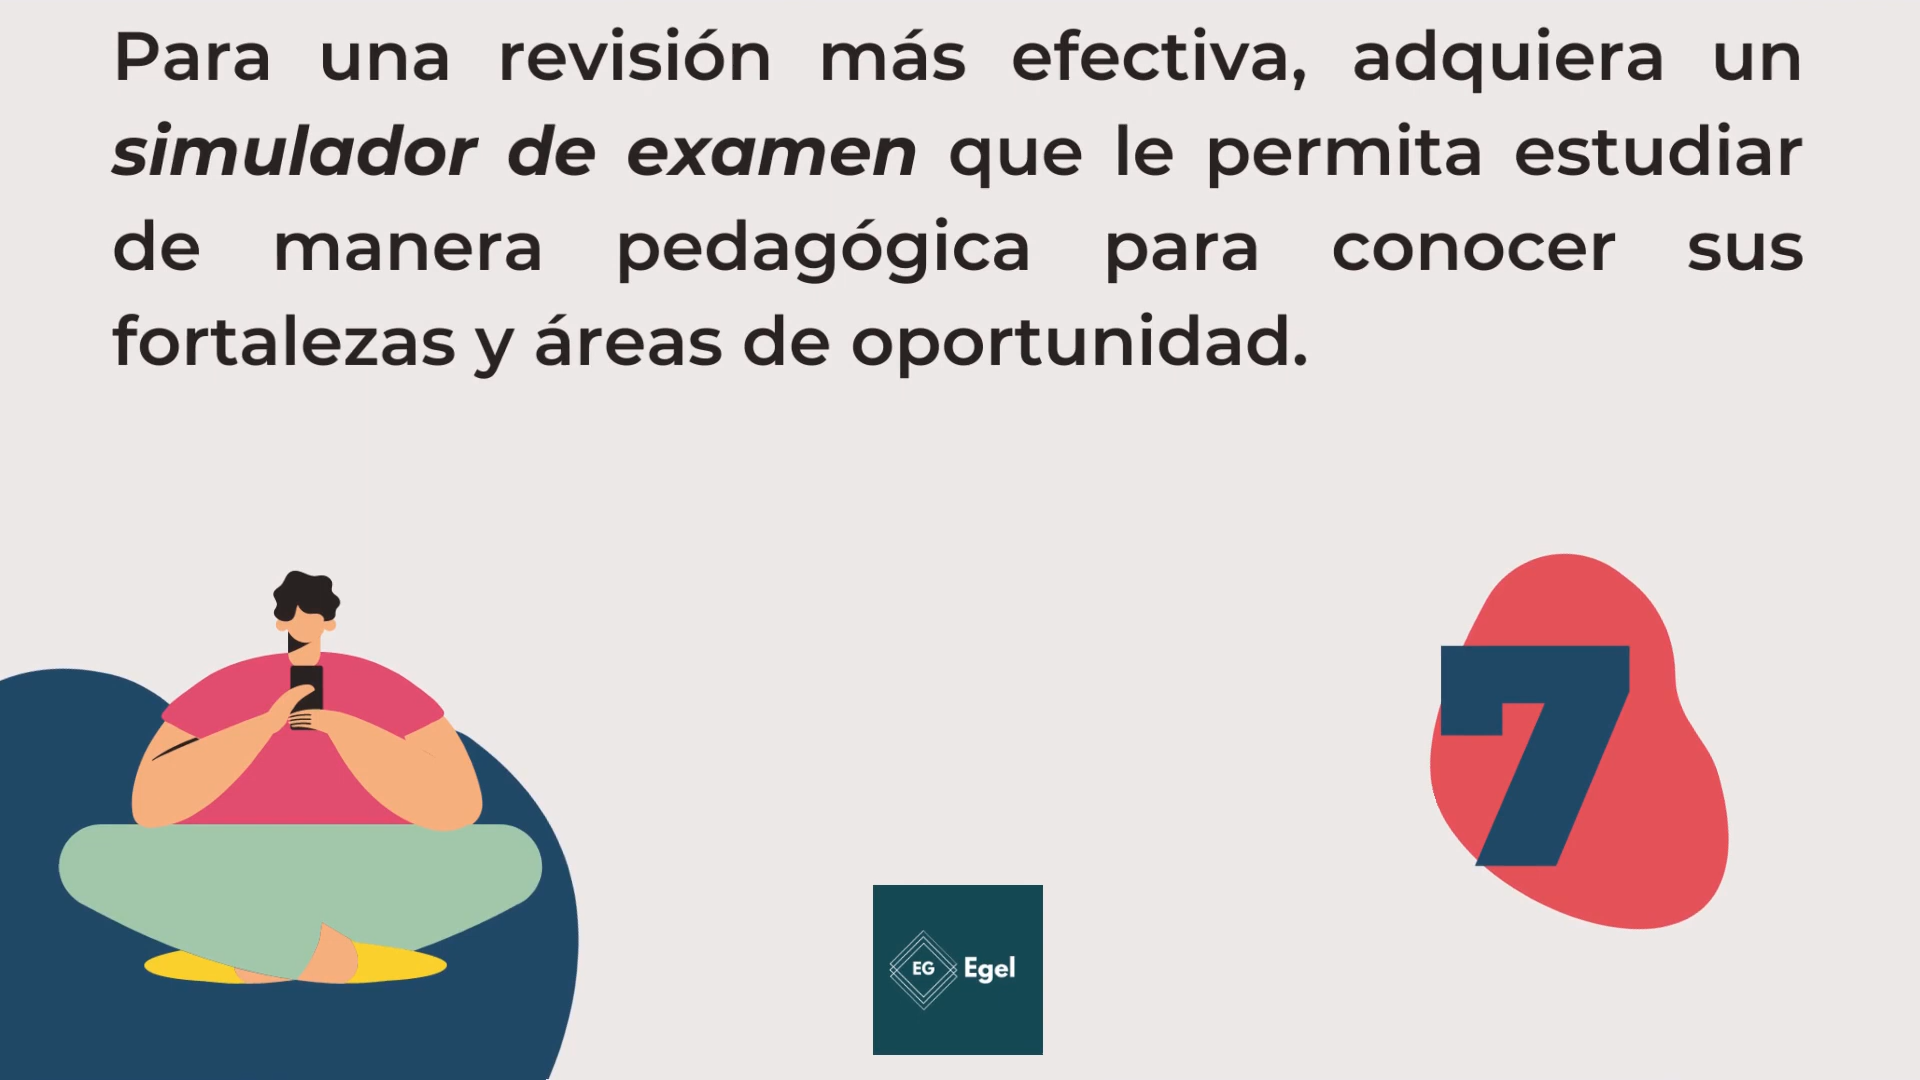 Para una revisión más efectiva, adquiera un
simulador de examen que le permita estudiar
de manera pedagógica para conocer sus
fortalezas y áreas de oportunidad.
7
EG Egel